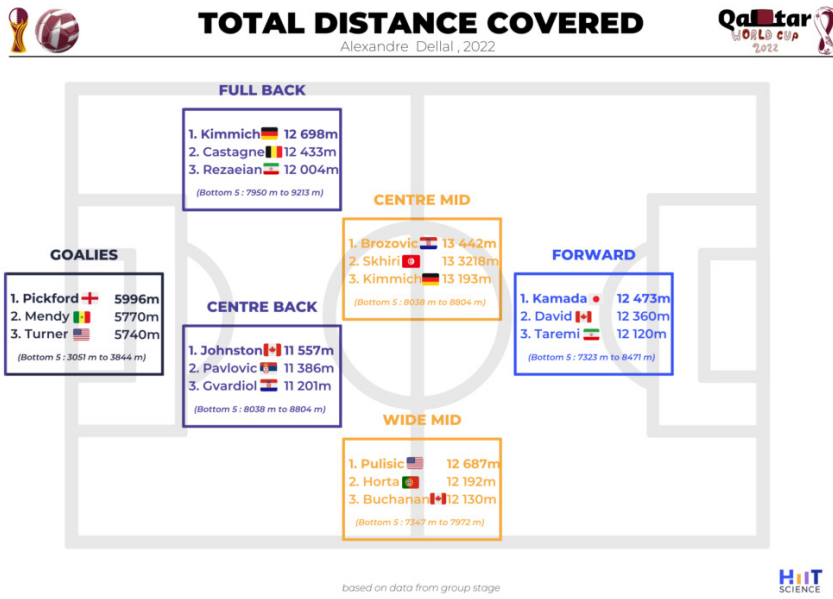 TOTAL DISTANCE COVERED
Alexandre Dellal , 2022
Qatar
WORLD CUP
2022
FULL BACK
1. Kimmich 12 698m
2. Castagne 12 433m
3. Rezaeian 12 004m
(Bottom 5 : 7950 m to 9213 m)
CENTRE MID
1. Brozovic 13 442m
2. Skhiri 13 3218m
3. Kimmich 13 193m
(Bottom 5 : 8038 m to 8804 m)
GOALIES
1. Pickford 5996m
2. Mendy 5770m
3. Turner 5740m
(Bottom 5 : 3051 m to 3844 m)
FORWARD
1. Kamada 12 473m
2. David 12 360m
3. Taremi 12 120m
(Bottom 5 : 7323 m to 8471 m)
CENTRE BACK
1. Johnston 11 557m
2. Pavlovic 11 386m
3. Gvardiol 11 201m
(Bottom 5 : 8038 m to 8804 m)
WIDE MID
1. Pulisic 12 687m
2. Horta 12 192m
3. Buchanan 12 130m
(Bottom 5 : 7347 m to 7972 m)
based on data from group stage
HIIT
SCIENCE